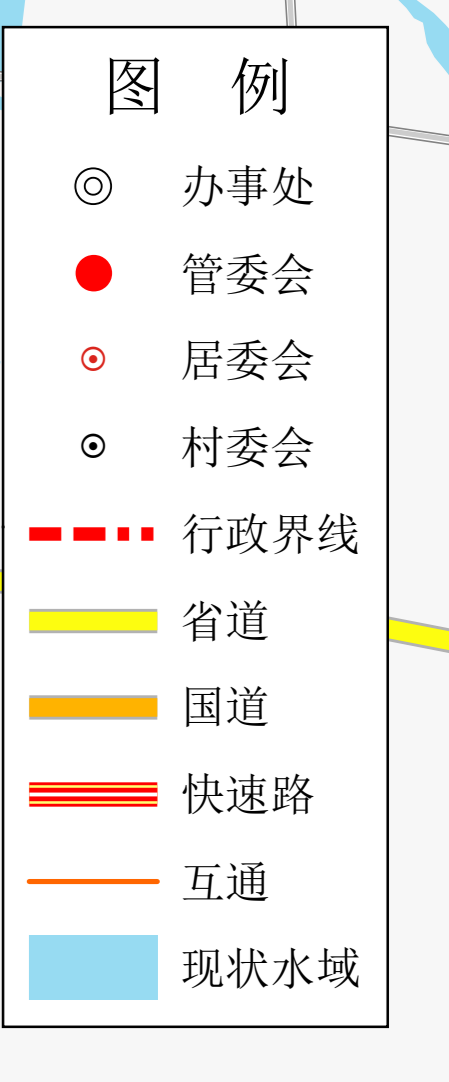 图 例
办事处
管委会
居委会
村委会
行政界线
省道
国道
快速路
互通
现状水域